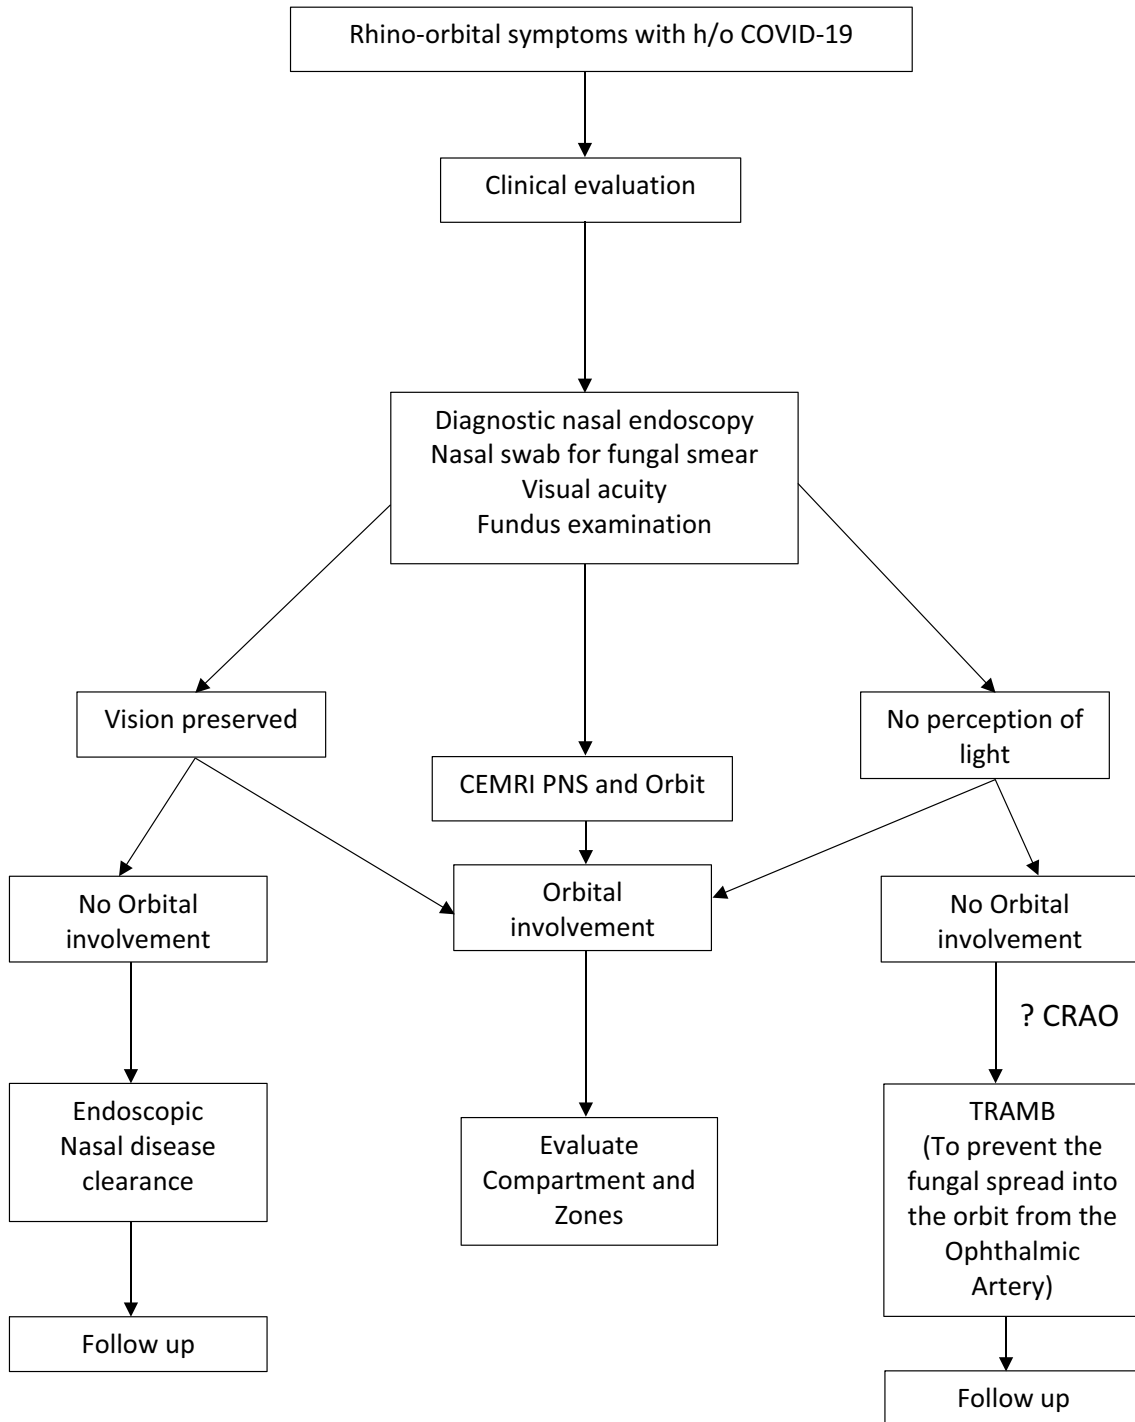 Rhino-orbital symptoms with h/o COVID-19
Clinical evaluation
Diagnostic nasal endoscopy
Nasal swab for fungal smear
Visual acuity
Fundus examination
Vision preserved
CEMRI PNS and Orbit
No perception of
light
No Orbital
involvement
Orbital
involvement
No Orbital
involvement
? CRAO
Endoscopic
Nasal disease
clearance
Evaluate
Compartment and
Zones
TRAMB
(To prevent the
fungal spread into
the orbit from the
Ophthalmic
Artery)
Follow up
Follow up